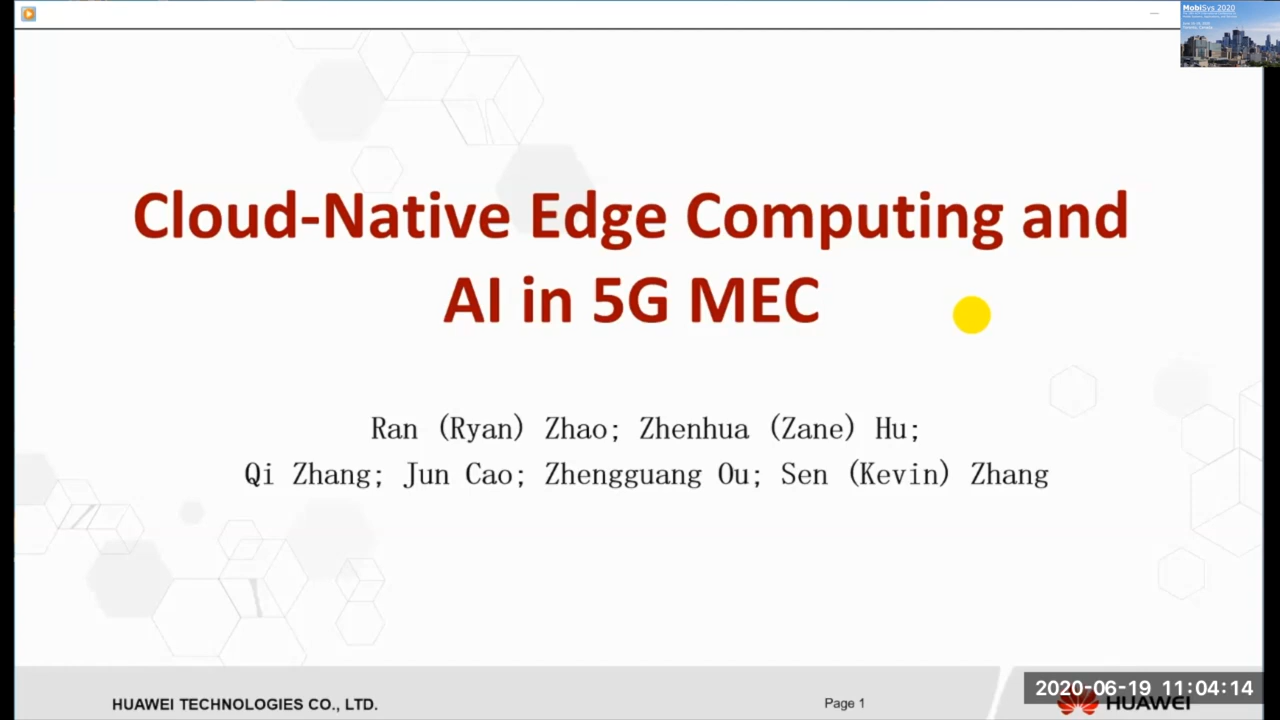 MobiSys 2020
Cloud-Native Edge Computing and
AI in 5G MEC
Ran (Ryan) Zhao; Zhenhua (Zane) Hu;
Qi Zhang; Jun Cao; Zhengguang Ou; Sen (Kevin) Zhang
HUAWEI TECHNOLOGIES CO., LTD.
Page 1
2020-06-19 11:04:14
HUAWEI